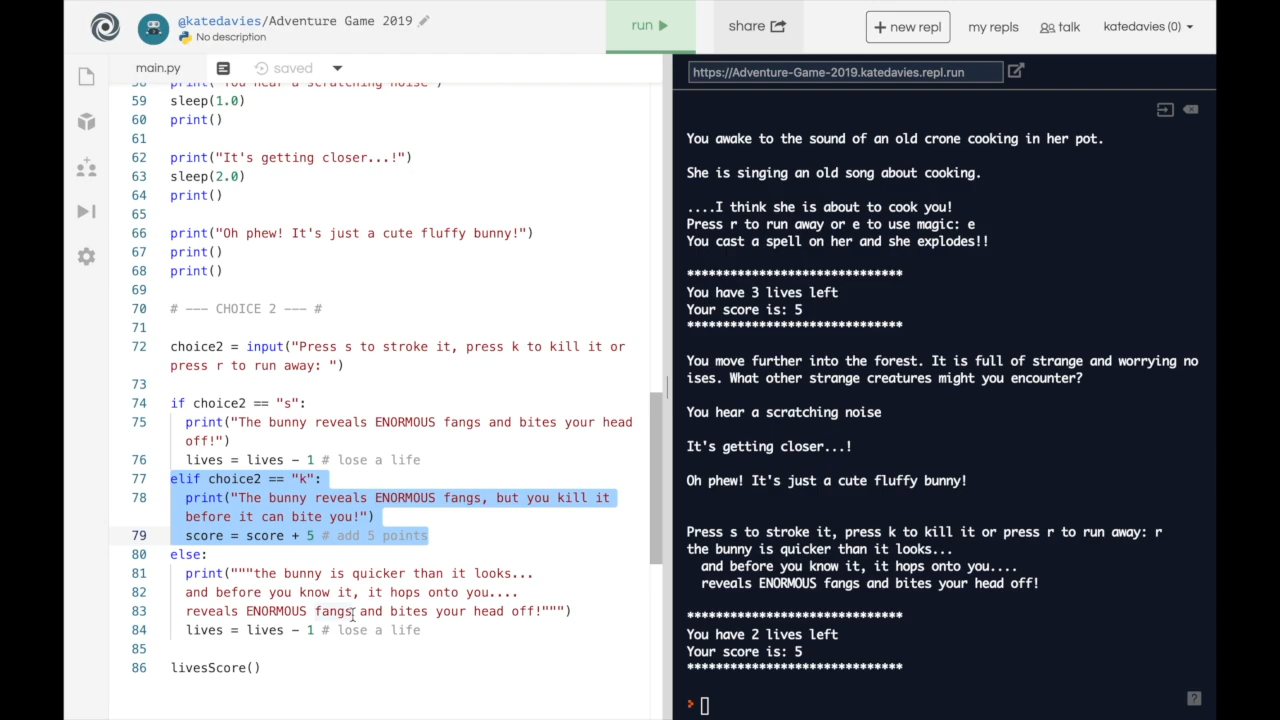 @katedavies/Adventure Game 2019
No description
run
share
+ new repl
my repls
talk
katedavies (0)
main.py
saved
https://Adventure-Game-2019.katedavies.repl.run
58 print("You hear a scratching noise")
59 sleep(1.0)
60 print()
61
62 print("It's getting closer...!")
63 sleep(2.0)
64 print()
65
66 print("Oh phew! It's just a cute fluffy bunny!")
67 print()
68 print()
69
70 # --- CHOICE 2 --- #
71
72 choice2 = input("Press s to stroke it, press k to kill it or
press r to run away: ")
73
74 if choice2 == "s":
75 print("The bunny reveals ENORMOUS fangs and bites your head
off!")
76 lives = lives - 1 # lose a life
77 elif choice2 == "k":
78 print("The bunny reveals ENORMOUS fangs, but you kill it
before it can bite you!")
79 score = score + 5 # add 5 points
80 else:
81 print("""the bunny is quicker than it looks...
82 and before you know it, it hops onto you....
83 reveals ENORMOUS fangs and bites your head off!""")
84 lives = lives - 1 # lose a life
85
86 livesScore()
You awake to the sound of an old crone cooking in her pot.
She is singing an old song about cooking.
....I think she is about to cook you!
Press r to run away or e to use magic: e
You cast a spell on her and she explodes!!
******************************
You have 3 lives left
Your score is: 5
******************************
You move further into the forest. It is full of strange and worrying no
ises. What other strange creatures might you encounter?
You hear a scratching noise
It's getting closer...!
Oh phew! It's just a cute fluffy bunny!
Press s to stroke it, press k to kill it or press r to run away: r
the bunny is quicker than it looks...
and before you know it, it hops onto you....
reveals ENORMOUS fangs and bites your head off!
******************************
You have 2 lives left
Your score is: 5
******************************
>
?